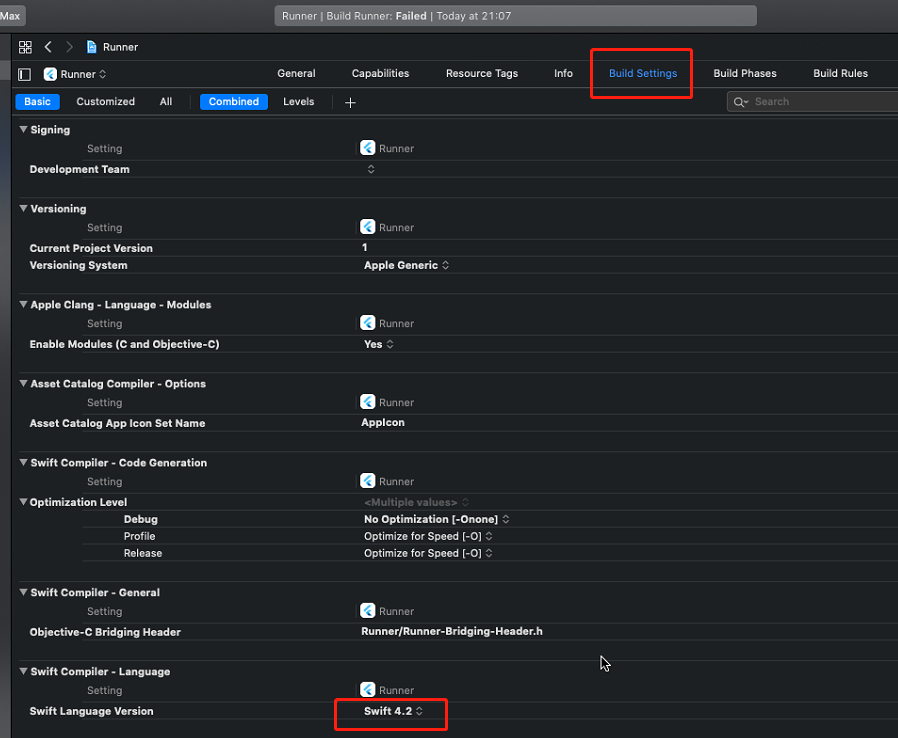 Max
Runner | Build Runner: Failed | Today at 21:07
Runner
Runner General Capabilities Resource Tags Info Build Settings Build Phases Build Rules
Basic Customized All Combined Levels + Search
Signing
Setting Runner
Development Team
Versioning
Setting Runner
Current Project Version 1
Versioning System Apple Generic
Apple Clang - Language - Modules
Setting Runner
Enable Modules (C and Objective-C) Yes
Asset Catalog Compiler - Options
Setting Runner
Asset Catalog App Icon Set Name AppIcon
Swift Compiler - Code Generation
Setting Runner
Optimization Level <Multiple values>
Debug No Optimization [-Onone]
Profile Optimize for Speed [-O]
Release Optimize for Speed [-O]
Swift Compiler - General
Setting Runner
Objective-C Bridging Header Runner/Runner-Bridging-Header.h
Swift Compiler - Language
Setting Runner
Swift Language Version Swift 4.2